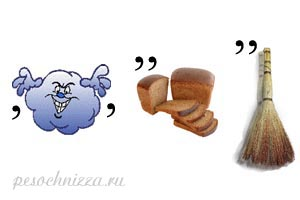 , , ,, ,,
pesochnizza.ru